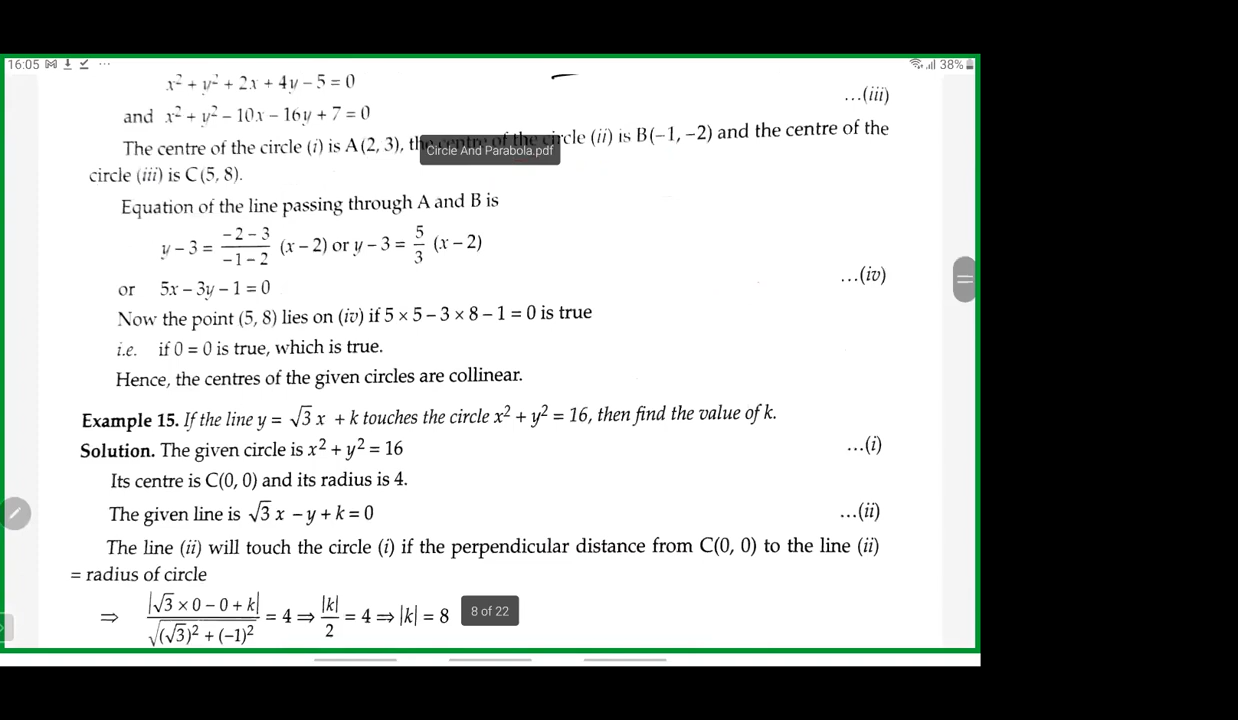 16:05 38%
x² + y² + 2x + 4y − 5 = 0
…(iii)
and x² + y² − 10x − 16y + 7 = 0
The centre of the circle (i) is A(2, 3), the centre of the circle (ii) is B(−1, −2) and the centre of the
Circle And Parabola.pdf
circle (iii) is C(5, 8).
Equation of the line passing through A and B is
y − 3 = (−2 − 3)/(−1 − 2) (x − 2) or y − 3 = 5/3 (x − 2)
…(iv)
or 5x − 3y − 1 = 0
Now the point (5, 8) lies on (iv) if 5 × 5 − 3 × 8 − 1 = 0 is true
i.e. if 0 = 0 is true, which is true.
Hence, the centres of the given circles are collinear.
Example 15. If the line y = √3 x + k touches the circle x² + y² = 16, then find the value of k.
Solution. The given circle is x² + y² = 16 …(i)
Its centre is C(0, 0) and its radius is 4.
The given line is √3 x − y + k = 0 …(ii)
The line (ii) will touch the circle (i) if the perpendicular distance from C(0, 0) to the line (ii)
= radius of circle
⇒ |√3 × 0 − 0 + k|/√((√3)² + (−1)²) = 4 ⇒ |k|/2 = 4 ⇒ |k| = 8
8 of 22